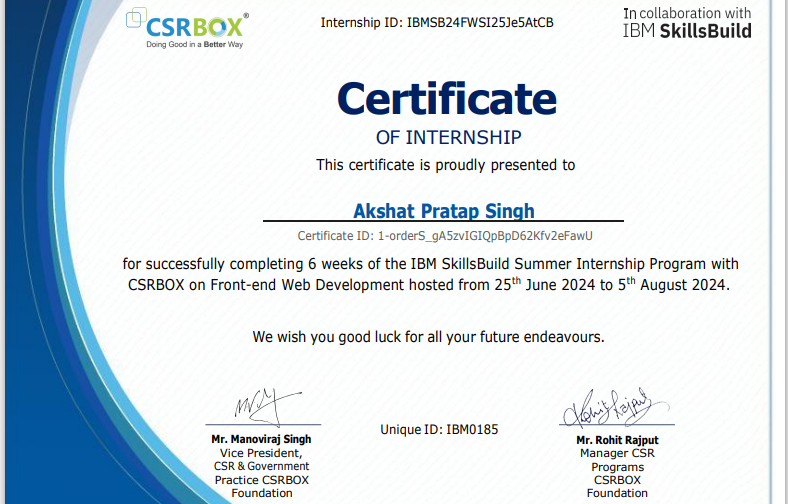 CSRBOX®
Doing Good in a Better Way
Internship ID: IBMSB24FWSI25Je5AtCB
In collaboration with
IBM SkillsBuild
Certificate
OF INTERNSHIP
This certificate is proudly presented to
Akshat Pratap Singh
Certificate ID: 1-orderS_gA5zvIGIQpBpD62Kfv2eFawU
for successfully completing 6 weeks of the IBM SkillsBuild Summer Internship Program with
CSRBOX on Front-end Web Development hosted from 25th June 2024 to 5th August 2024.
We wish you good luck for all your future endeavours.
Mr. Manoviraj Singh
Vice President,
CSR & Government
Practice CSRBOX
Foundation
Unique ID: IBM0185
Rohit Rajput
Mr. Rohit Rajput
Manager CSR
Programs
CSRBOX
Foundation